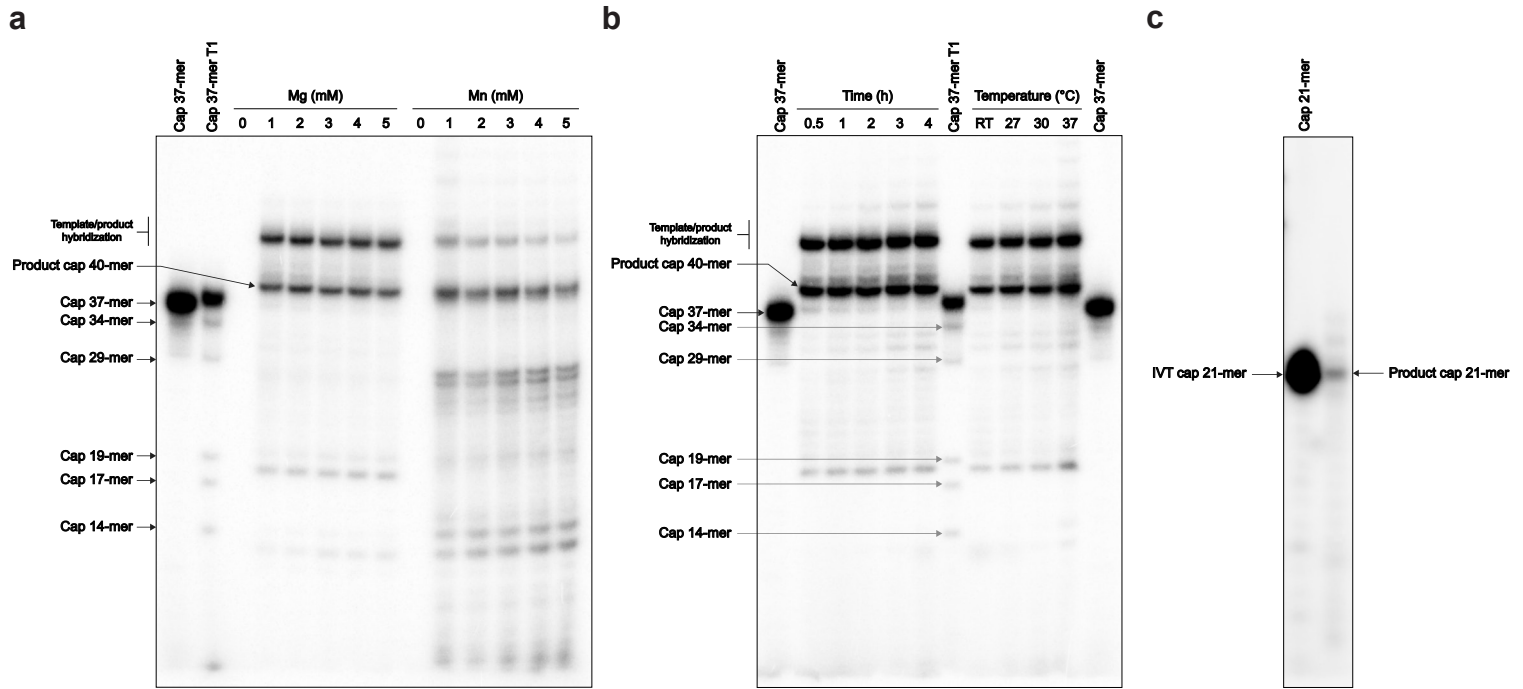 a
Cap 37-mer
Cap 37-mer T1
Mg (mM)
Mn (mM)
0 1 2 3 4 5 0 1 2 3 4 5
Template/product
hybridization
Product cap 40-mer
Cap 37-mer
Cap 34-mer
Cap 29-mer
Cap 19-mer
Cap 17-mer
Cap 14-mer
b
Cap 37-mer
Time (h)
Cap 37-mer T1
Temperature (°C)
Cap 37-mer
0.5 1 2 3 4 RT 27 30 37
Template/product
hybridization
Product cap 40-mer
Cap 37-mer
Cap 34-mer
Cap 29-mer
Cap 19-mer
Cap 17-mer
Cap 14-mer
c
Cap 21-mer
IVT cap 21-mer
Product cap 21-mer